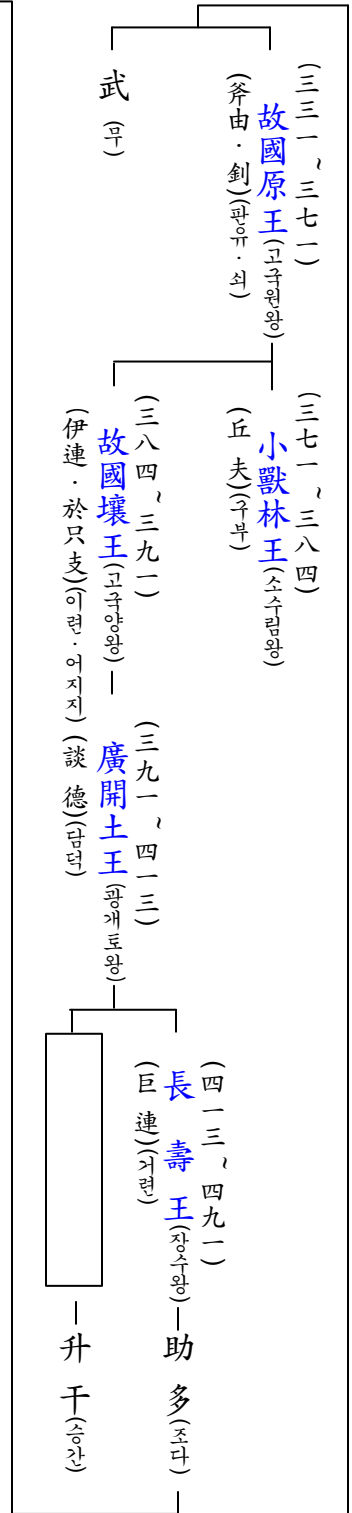 (三三一~三七一)
故國原王(고국원왕)
(斧由·釗)(판유·쇠)
武 (무)
(三七一~三八四)
小獸林王(소수림왕)
(丘 夫)(구부)
(三八四~三九一)
故國壤王(고국양왕)
(伊連·於只支)(이련·어지지)
(三九一~四一三)
廣開土王(광개토왕)
(談 德)(담덕)
(四一三~四九一)
長 壽 王(장수왕)
(巨 連)(거련)
助 多(조다)
升 干(승간)